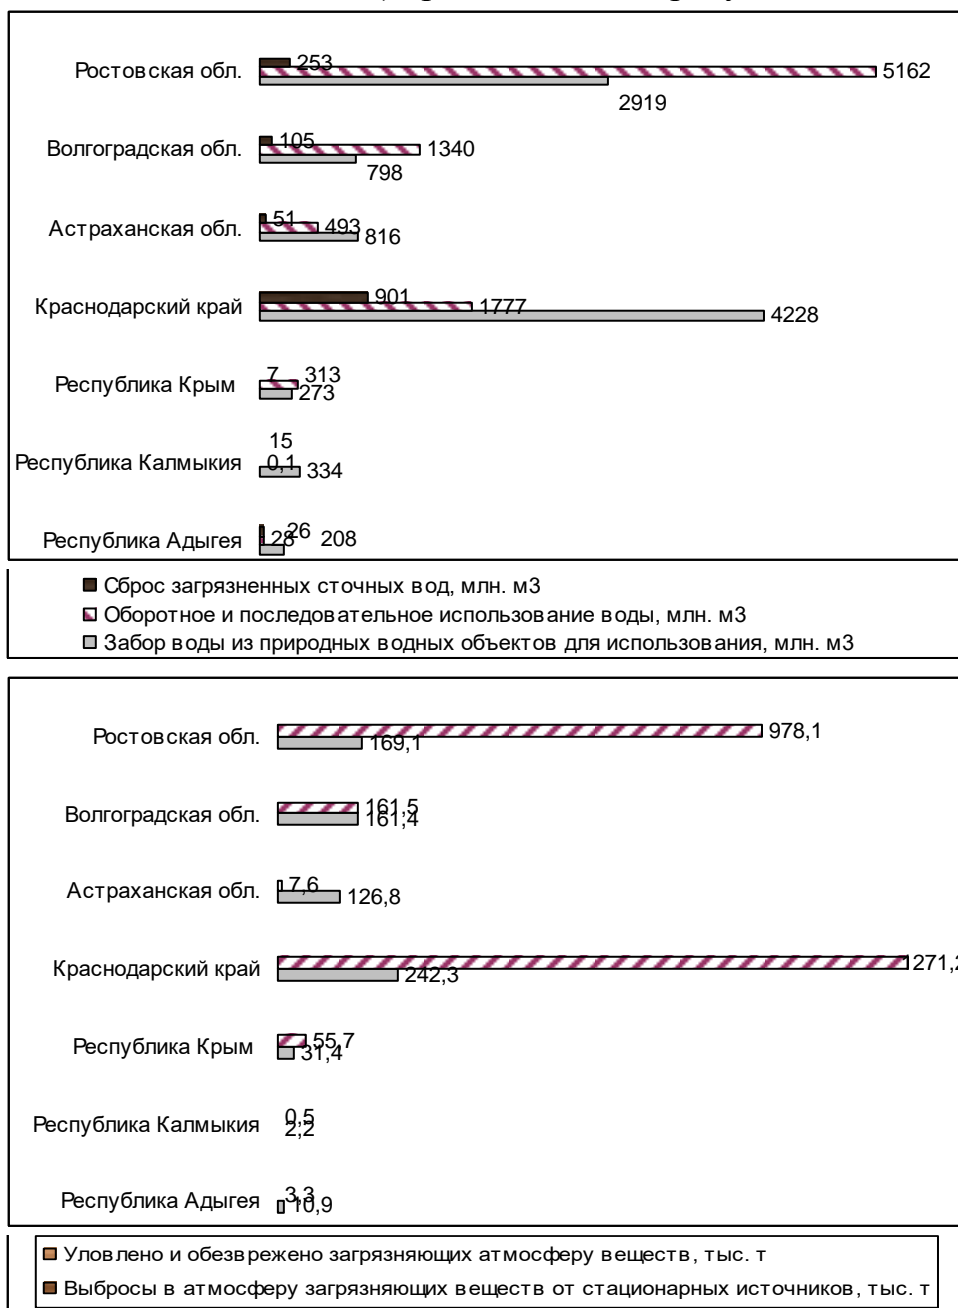 253
Ростовская обл.
5162
2919
105
Волгоградская обл.
1340
798
51
Астраханская обл.
493
816
901
Краснодарский край
1777
4228
7 313
Республика Крым
273
15
Республика Калмыкия
0,1
334
26
Республика Адыгея
28 208
Сброс загрязненных сточных вод, млн. м3
Оборотное и последовательное использование воды, млн. м3
Забор воды из природных водных объектов для использования, млн. м3
978,1
Ростовская обл.
169,1
161,5
Волгоградская обл.
161,4
7,6
Астраханская обл.
126,8
1271,2
Краснодарский край
242,3
55,7
Республика Крым
31,4
0,5
Республика Калмыкия
2,2
3,3
Республика Адыгея
10,9
Уловлено и обезврежено загрязняющих атмосферу веществ, тыс. т
Выбросы в атмосферу загрязняющих веществ от стационарных источников, тыс. т